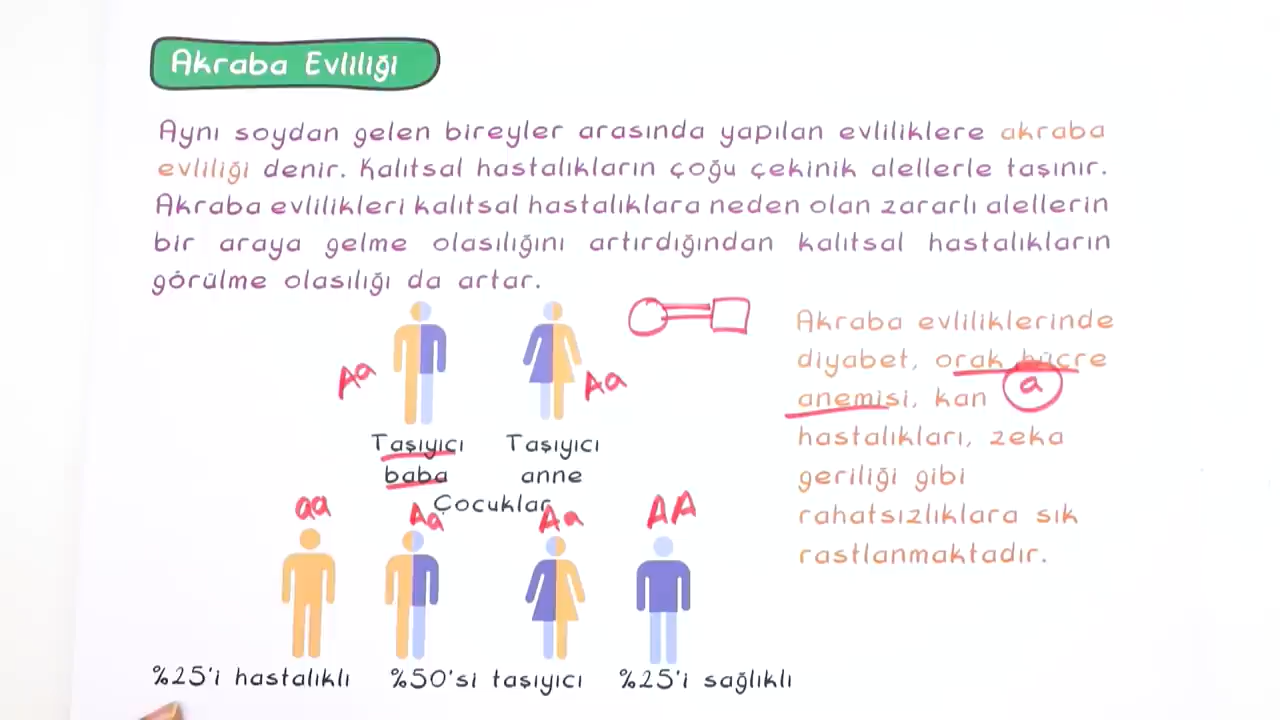 Akraba Evliliği
Aynı soydan gelen bireyler arasında yapılan evliliklere akraba
evliliği denir. Kalıtsal hastalıkların çoğu çekinik alellerle taşınır.
Akraba evlilikleri kalıtsal hastalıklara neden olan zararlı alellerin
bir araya gelme olasılığını artırdığından kalıtsal hastalıkların
görülme olasılığı da artar.
Akraba evliliklerinde
diyabet, orak hücre
anemisi, kan
a
hastalıkları, zeka
geriliği gibi
rahatsızlıklara sık
rastlanmaktadır.
Aa
Aa
Taşıyıcı
baba
Taşıyıcı
anne
Çocuklar
aa
Aa
Aa
AA
%25'i hastalıklı
%50'si taşıyıcı
%25'i sağlıklı